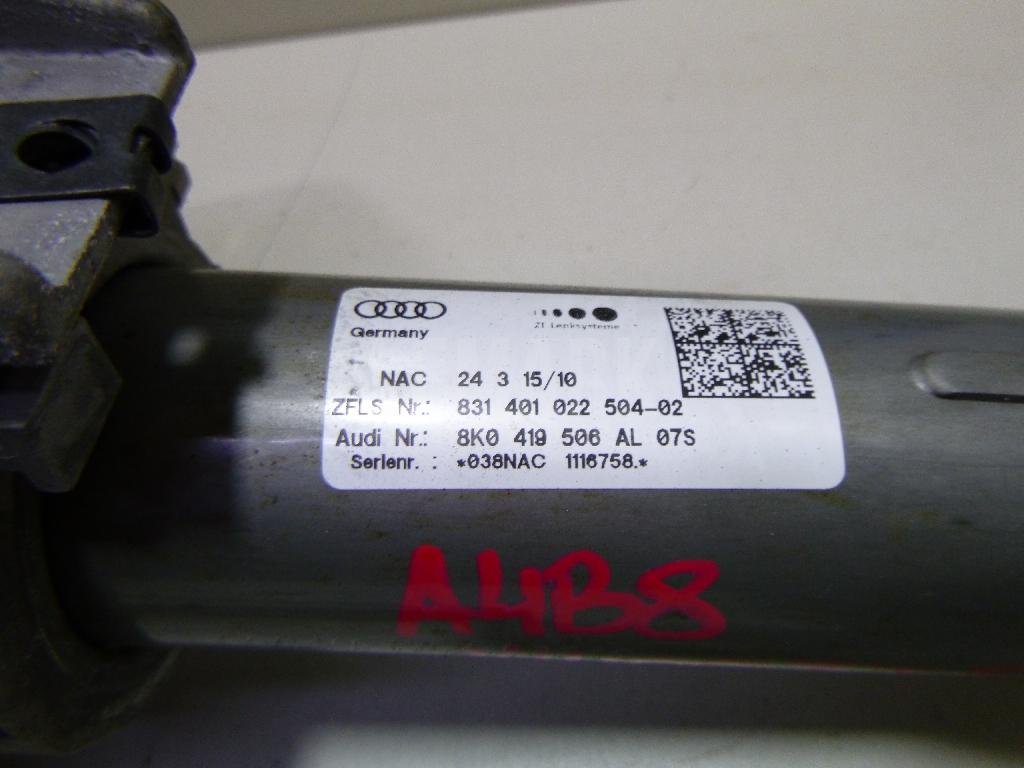 Germany
ZF Lenksysteme
NAC 24 3 15/10
ZFLS Nr.: 831 401 022 504-02
Audi Nr.: 8K0 419 506 AL 07S
Serienr. : *038NAC 1116758.*
A4B8